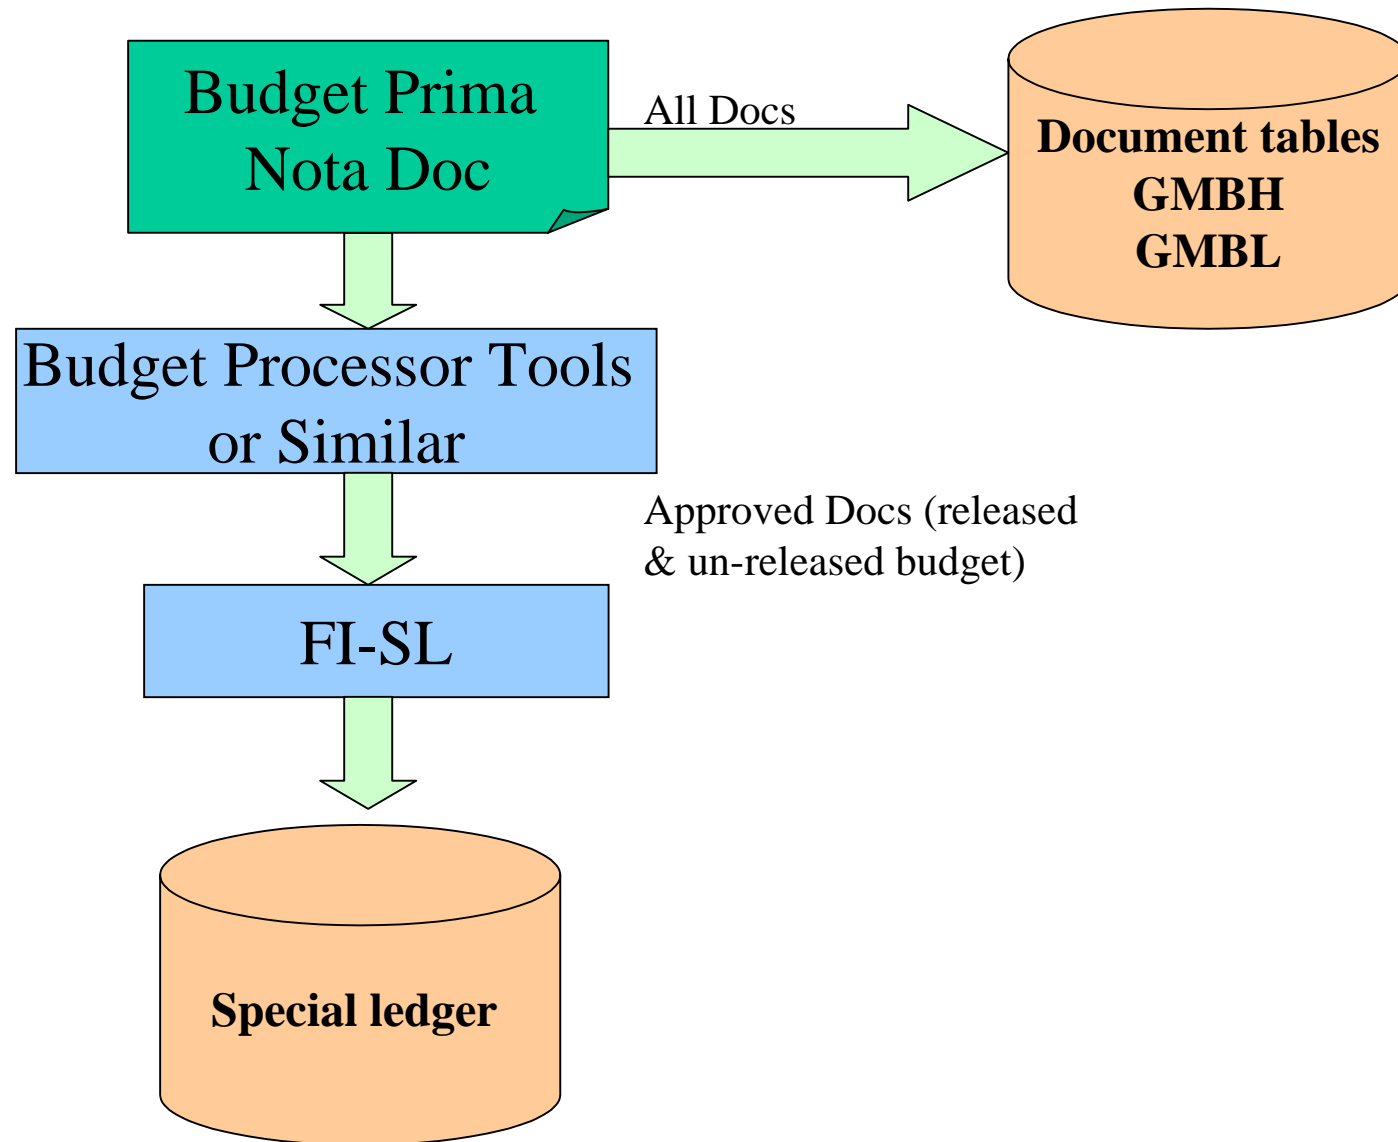 Budget Prima
Nota Doc
All Docs
Document tables
GMBH
GMBL
Budget Processor Tools
or Similar
Approved Docs (released
& un-released budget)
FI-SL
Special ledger